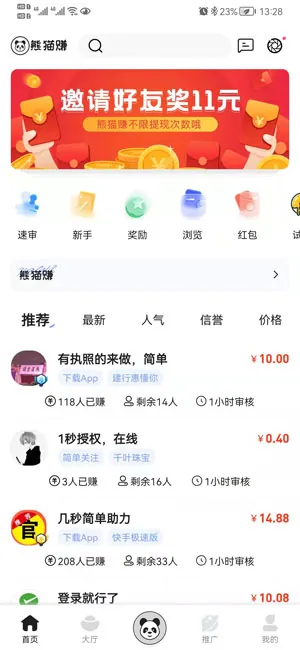 23% 13:28
熊猫赚
邀请好友奖11元
熊猫赚不限提现次数哦
速审 新手 奖励 浏览 红包
熊猫赚
推荐 最新 人气 信誉 价格
有执照的来做，简单 ¥10.00
下载App 建行惠懂你
118人已赚 剩余14人 1小时审核
1秒授权，在线 ¥0.40
简单关注 千叶珠宝
3人已赚 剩余16人 1小时审核
几秒简单助力 ¥14.88
官
下载App 快手极速版
208人已赚 剩余33人 1小时审核
登录就行了 ¥10.08
首页 大厅 推广 我的